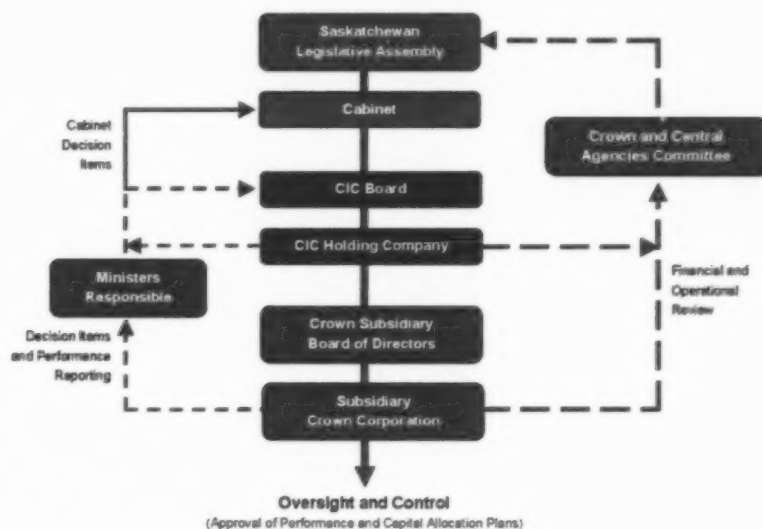 Saskatchewan
Legislative Assembly
Cabinet
Cabinet
Decision
Items
Crown and Central
Agencies Committee
CIC Board
CIC Holding Company
Ministers
Responsible
Financial and
Operational
Review
Crown Subsidiary
Board of Directors
Decision Items
and Performance
Reporting
Subsidiary
Crown Corporation
Oversight and Control
(Approval of Performance and Capital Allocation Plans)